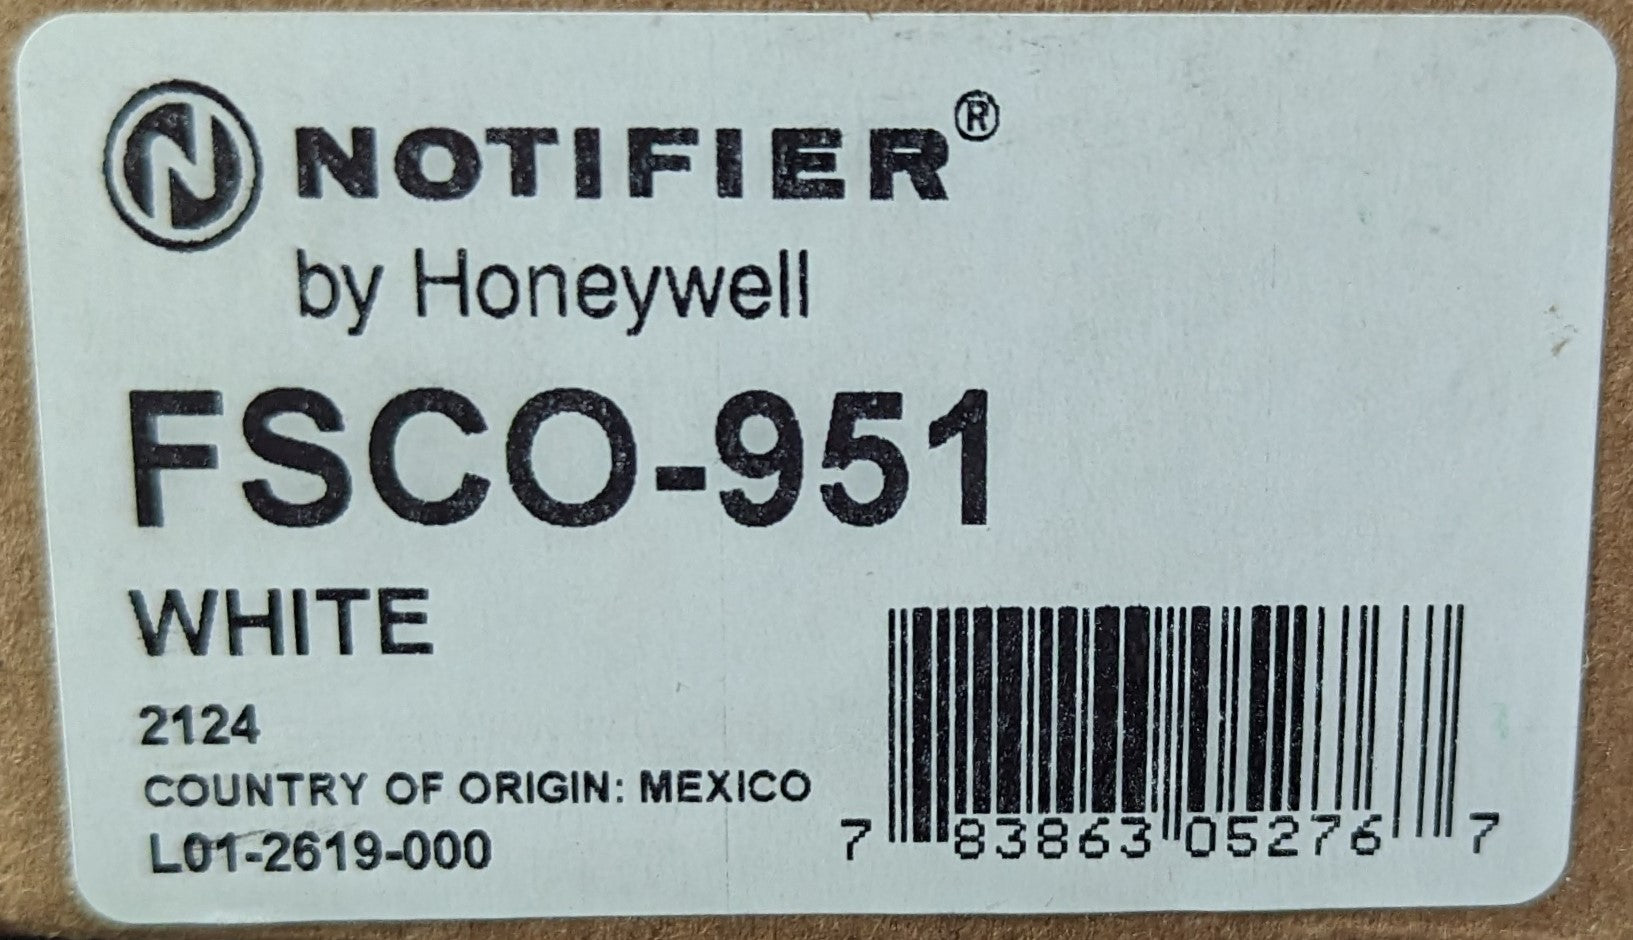 NOTIFIER®
by Honeywell
FSCO-951
WHITE
2124
COUNTRY OF ORIGIN: MEXICO
L01-2619-000
7 83863 05276 7